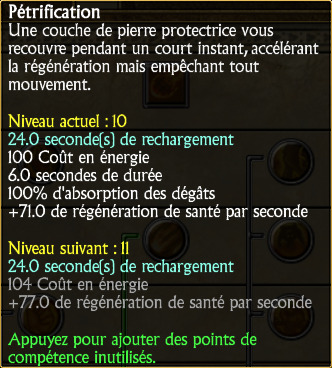 Pétrification
Une couche de pierre protectrice vous
recouvre pendant un court instant, accélérant
la régénération mais empêchant tout
mouvement.
Niveau actuel : 10
24.0 seconde(s) de rechargement
100 Coût en énergie
6.0 secondes de durée
100% d'absorption des dégâts
+71.0 de régénération de santé par seconde
Niveau suivant : 11
24.0 seconde(s) de rechargement
104 Coût en énergie
+77.0 de régénération de santé par seconde
Appuyez pour ajouter des points de
compétence inutilisés.